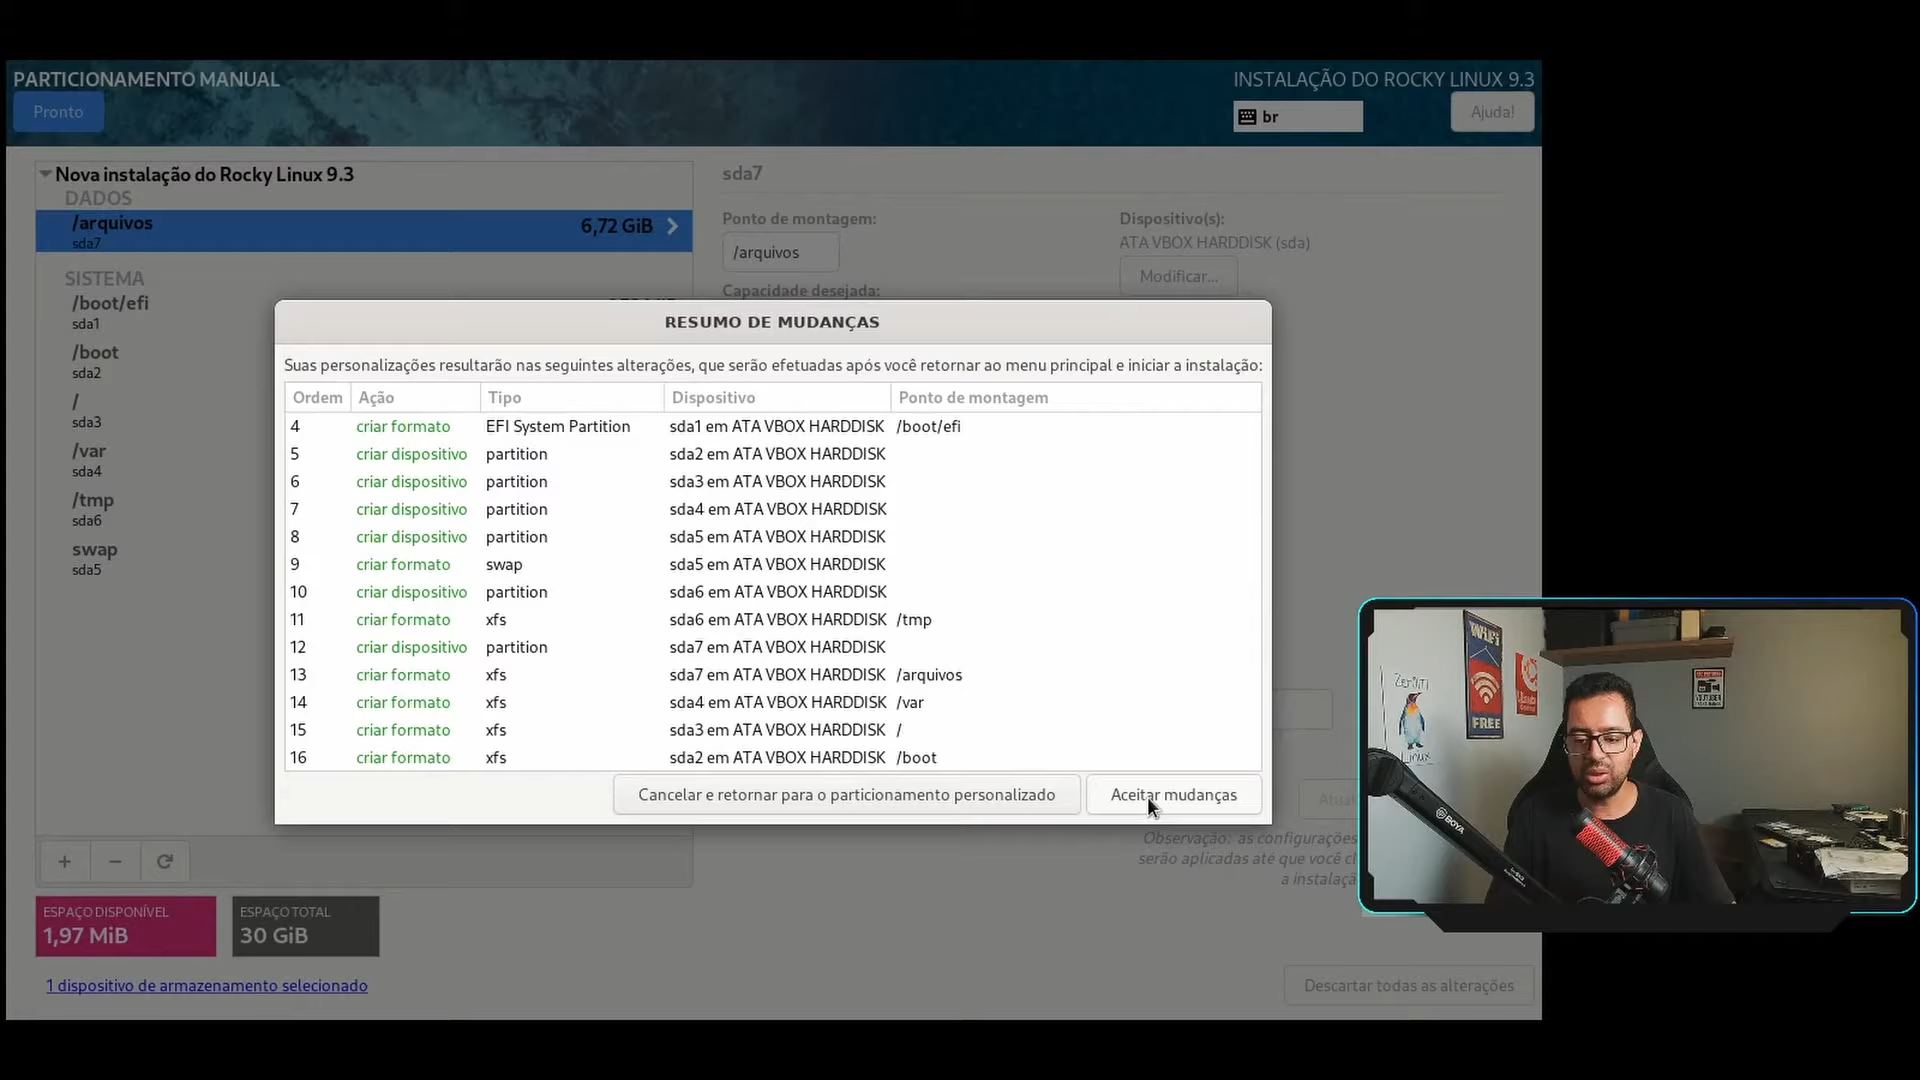 PARTICIONAMENTO MANUAL
Pronto
INSTALAÇÃO DO ROCKY LINUX 9.3
br
Ajuda!
Nova instalação do Rocky Linux 9.3
DADOS
/arquivos
6,72 GiB
sda7
SISTEMA
/boot/efi
sda1
/boot
sda2
/
sda3
/var
sda4
/tmp
sda6
swap
sda5
sda7
Ponto de montagem:
/arquivos
Capacidade desejada:
Dispositivo(s):
ATA VBOX HARDDISK (sda)
Modificar...
RESUMO DE MUDANÇAS
Suas personalizações resultarão nas seguintes alterações, que serão efetuadas após você retornar ao menu principal e iniciar a instalação:
Ordem Ação Tipo Dispositivo Ponto de montagem
4 criar formato EFI System Partition sda1 em ATA VBOX HARDDISK /boot/efi
5 criar dispositivo partition sda2 em ATA VBOX HARDDISK
6 criar dispositivo partition sda3 em ATA VBOX HARDDISK
7 criar dispositivo partition sda4 em ATA VBOX HARDDISK
8 criar dispositivo partition sda5 em ATA VBOX HARDDISK
9 criar formato swap sda5 em ATA VBOX HARDDISK
10 criar dispositivo partition sda6 em ATA VBOX HARDDISK
11 criar formato xfs sda6 em ATA VBOX HARDDISK /tmp
12 criar dispositivo partition sda7 em ATA VBOX HARDDISK
13 criar formato xfs sda7 em ATA VBOX HARDDISK /arquivos
14 criar formato xfs sda4 em ATA VBOX HARDDISK /var
15 criar formato xfs sda3 em ATA VBOX HARDDISK /
16 criar formato xfs sda2 em ATA VBOX HARDDISK /boot
Cancelar e retornar para o particionamento personalizado
Aceitar mudanças
Observação: as configurações
serão aplicadas até que você
+
−
ESPAÇO DISPONÍVEL
1,97 MiB
ESPAÇO TOTAL
30 GiB
1 dispositivo de armazenamento selecionado
Descartar todas as alterações
WiFi
FREE
Linux
BOYA